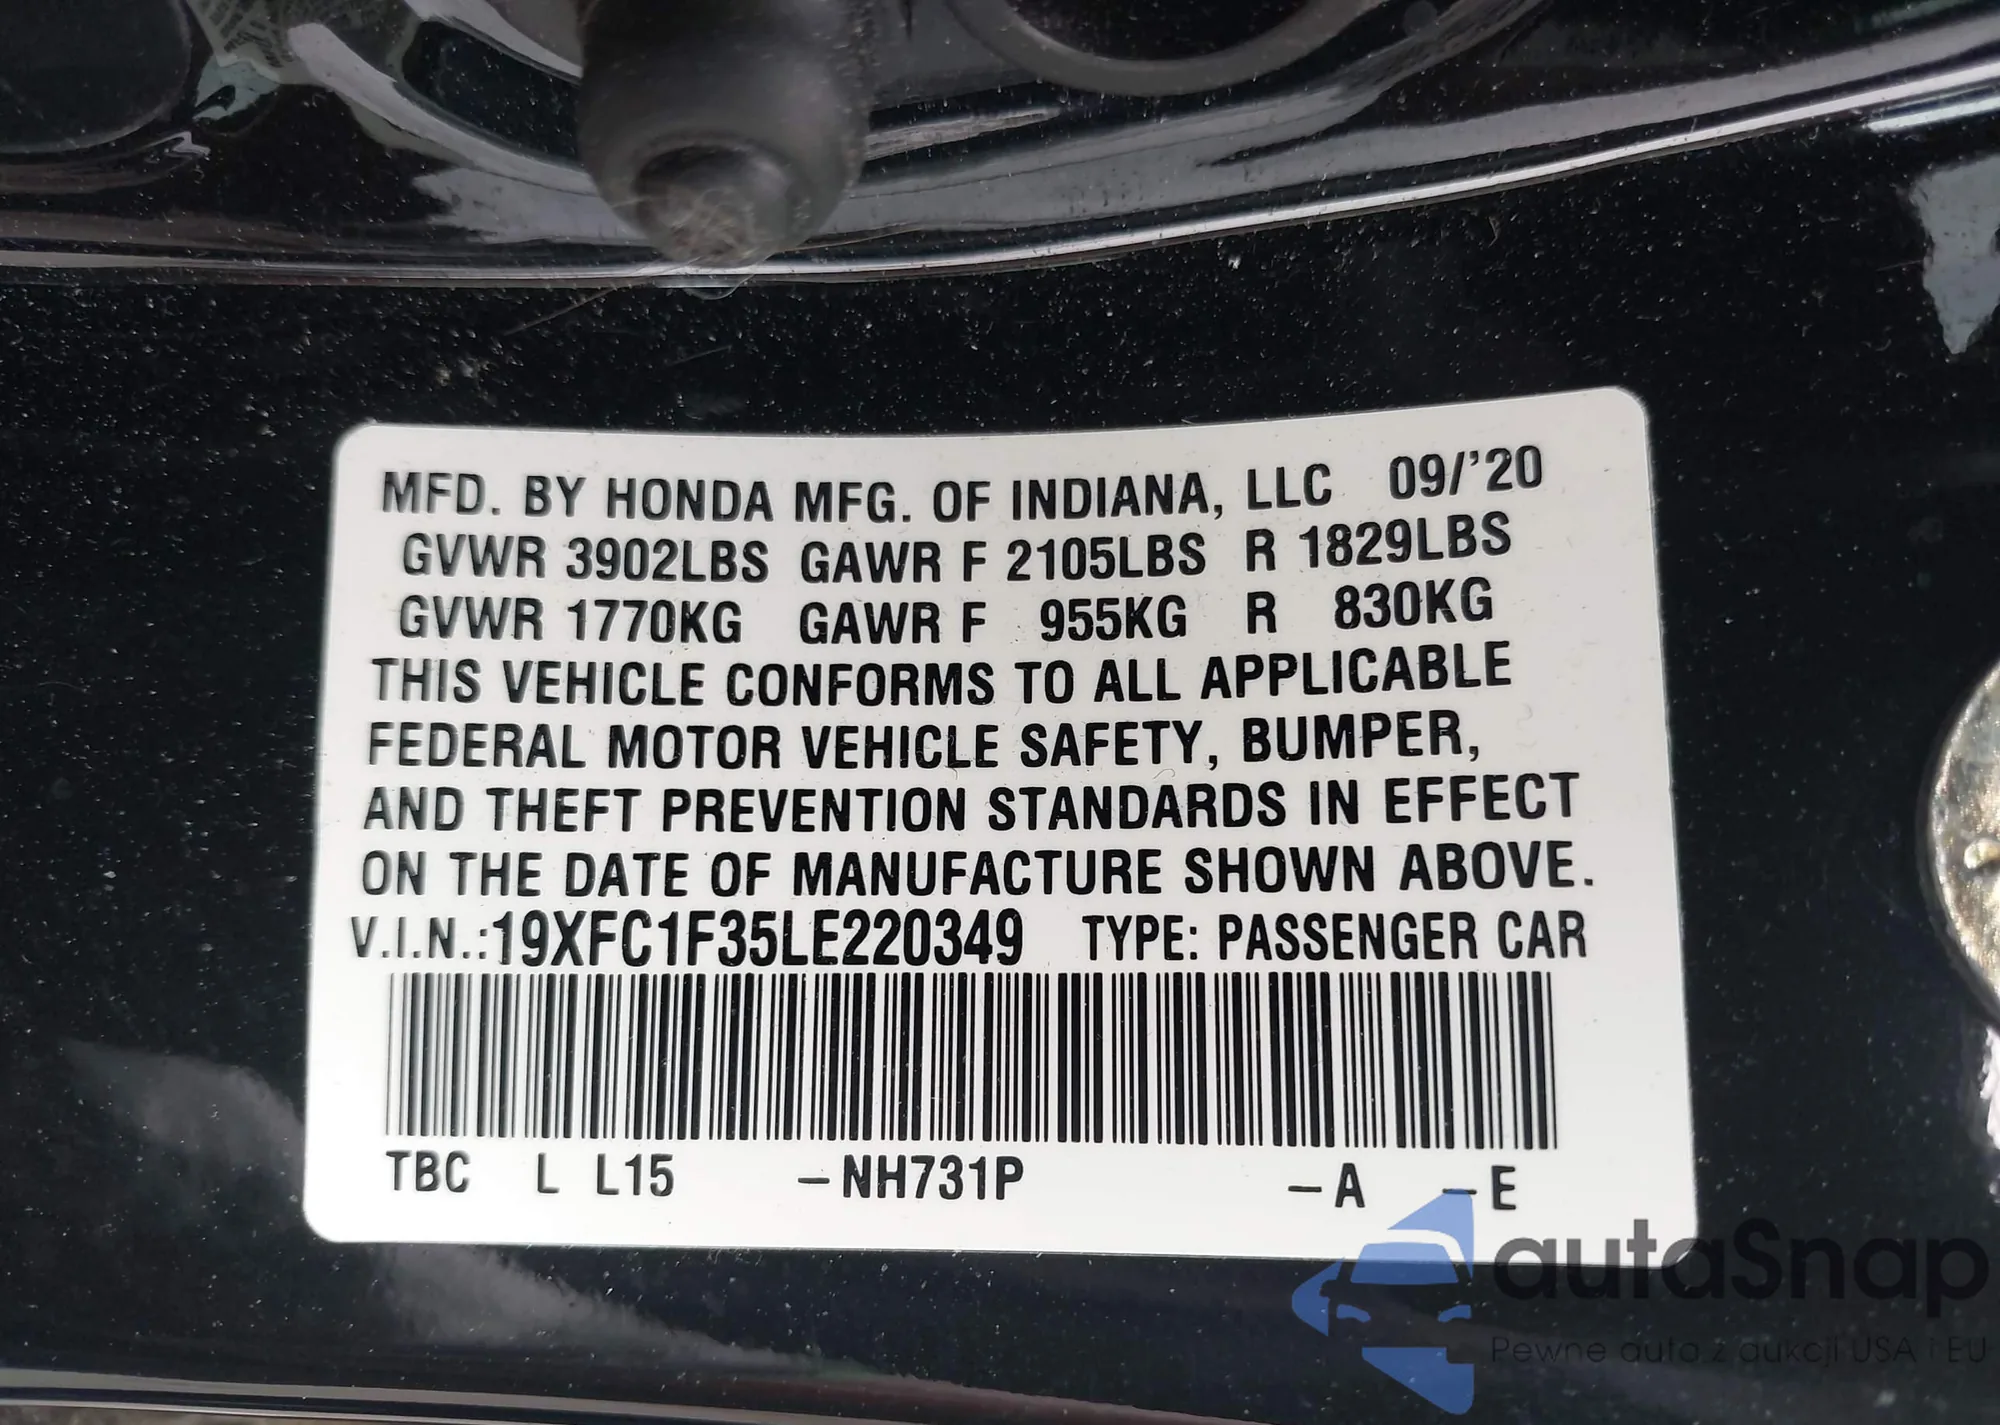 MFD. BY HONDA MFG. OF INDIANA, LLC 09/'20
GVWR 3902LBS GAWR F 2105LBS R 1829LBS
GVWR 1770KG GAWR F 955KG R 830KG
THIS VEHICLE CONFORMS TO ALL APPLICABLE
FEDERAL MOTOR VEHICLE SAFETY, BUMPER,
AND THEFT PREVENTION STANDARDS IN EFFECT
ON THE DATE OF MANUFACTURE SHOWN ABOVE.
V.I.N.:19XFC1F35LE220349 TYPE: PASSENGER CAR
TBC L L15 –NH731P –A –E
autaSnap
Pewne auta z aukcji USA i EU